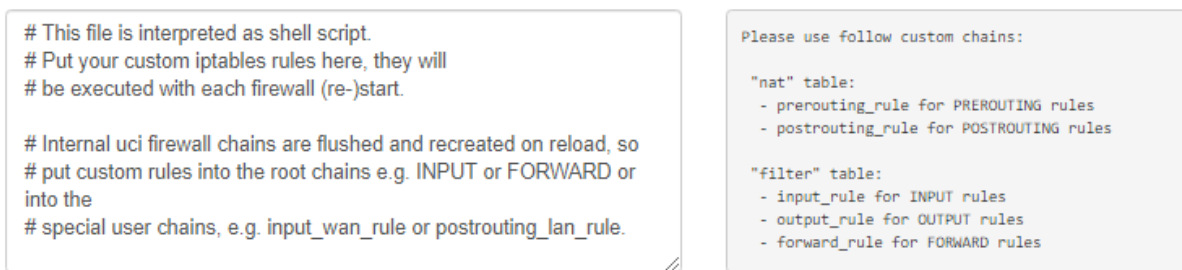 # This file is interpreted as shell script.
# Put your custom iptables rules here, they will
# be executed with each firewall (re-)start.
# Internal uci firewall chains are flushed and recreated on reload, so
# put custom rules into the root chains e.g. INPUT or FORWARD or
into the
# special user chains, e.g. input_wan_rule or postrouting_lan_rule.
Please use follow custom chains:
"nat" table:
- prerouting_rule for PREROUTING rules
- postrouting_rule for POSTROUTING rules
"filter" table:
- input_rule for INPUT rules
- output_rule for OUTPUT rules
- forward_rule for FORWARD rules